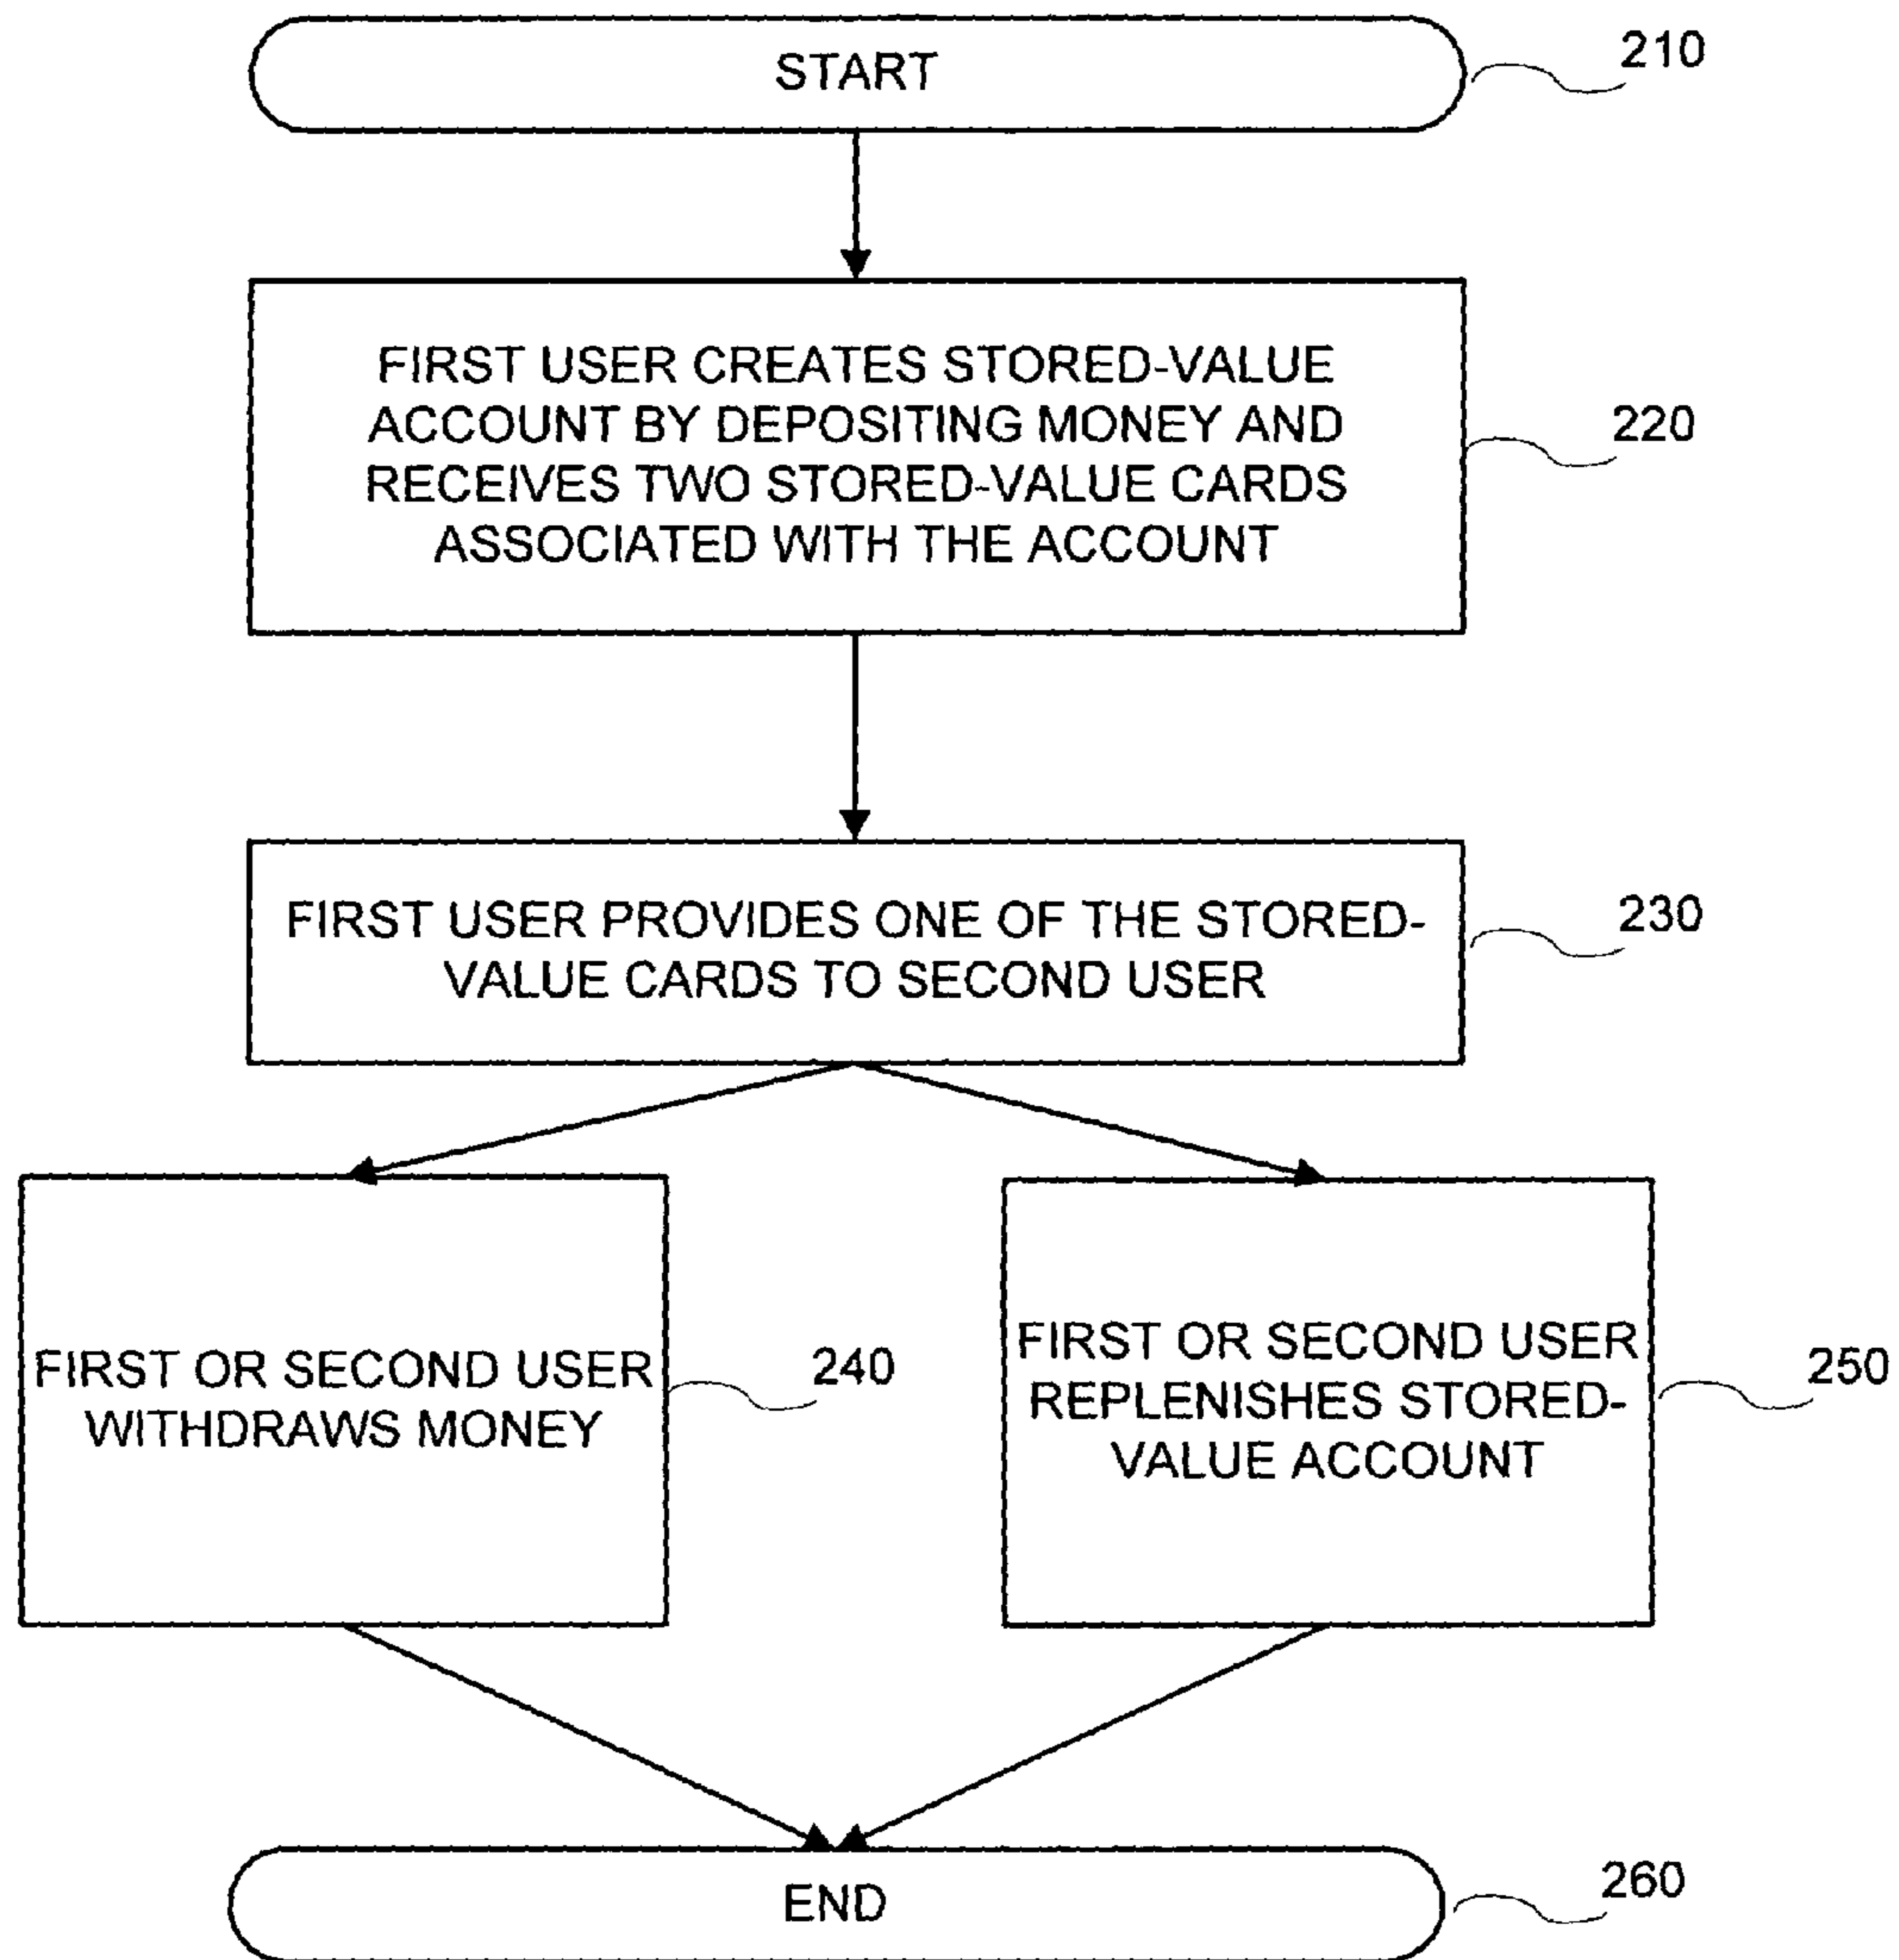 START
210
FIRST USER CREATES STORED-VALUE
ACCOUNT BY DEPOSITING MONEY AND
RECEIVES TWO STORED-VALUE CARDS
ASSOCIATED WITH THE ACCOUNT
220
FIRST USER PROVIDES ONE OF THE STORED-
VALUE CARDS TO SECOND USER
230
FIRST OR SECOND USER
WITHDRAWS MONEY
240
FIRST OR SECOND USER
REPLENISHES STORED-
VALUE ACCOUNT
250
END
260